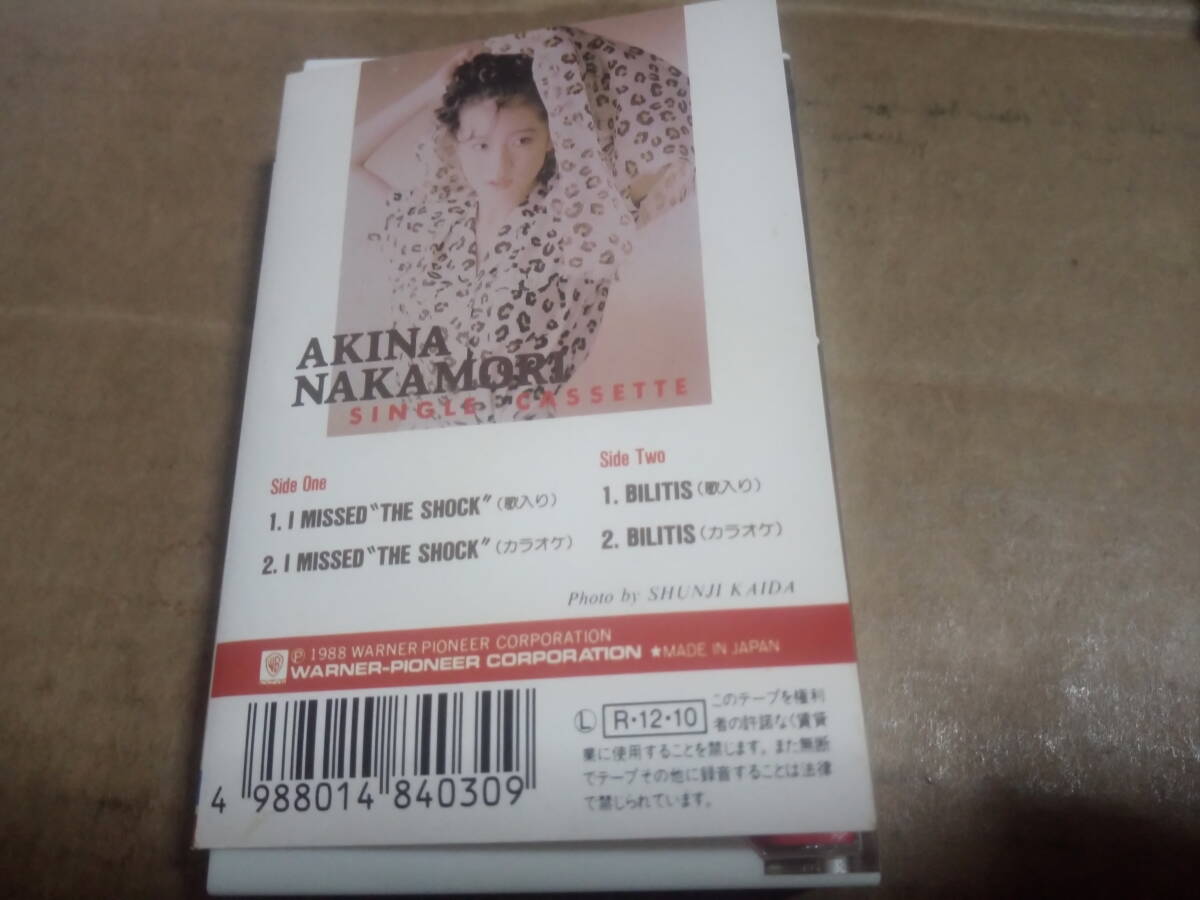 AKINA
NAKAMORI
SINGLE CASSETTE
Side One
1. I MISSED "THE SHOCK" (歌入り)
2. I MISSED "THE SHOCK" (カラオケ)
Side Two
1. BILITIS (歌入り)
2. BILITIS (カラオケ)
Photo by SHUNJI KAIDA
Ⓟ 1988 WARNER PIONEER CORPORATION
WARNER-PIONEER CORPORATION ★MADE IN JAPAN
4 988014 840309
Ⓛ R・12・10
このテープを権利
者の許諾なく賃貸
業に使用することを禁じます。また無断
でテープその他に録音することは法律
で禁じられています。